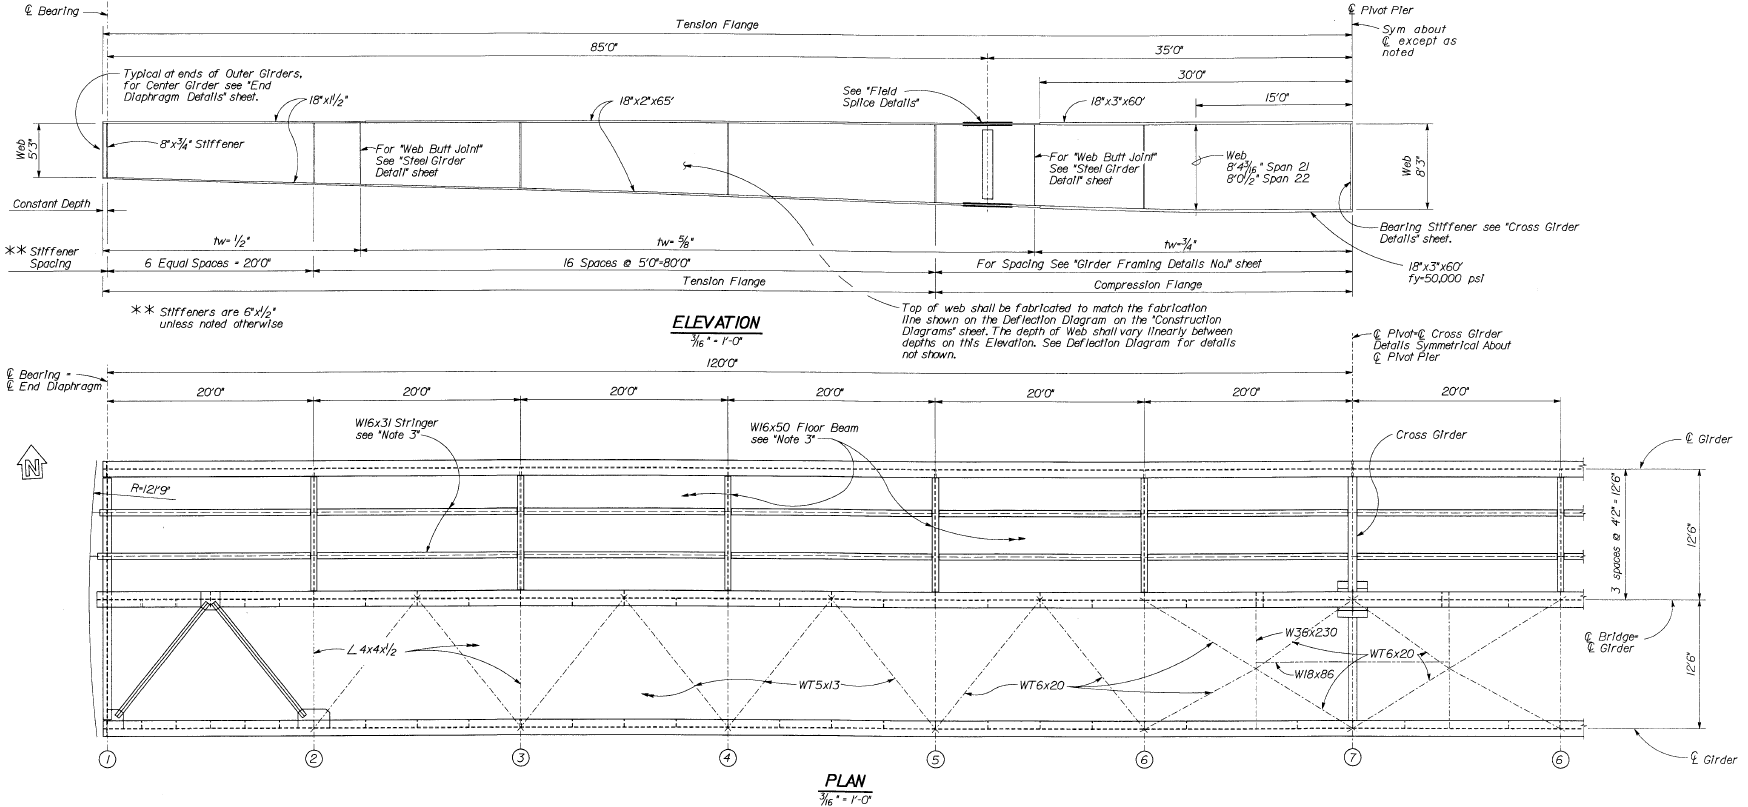 ℄ Bearing
℄ Pivot Pier
Tension Flange
Sym about
℄ except as
noted
85'0"
35'0"
30'0"
15'0"
Typical at ends of Outer Girders,
for Center Girder see "End
Diaphragm Details" sheet.
18"x1½"
18"x2"x65'
See "Field
Splice Details"
18"x3"x60'
Web
5'3"
8"x¾" Stiffener
For "Web Butt Joint"
See "Steel Girder
Detail" sheet
℄
For "Web Butt Joint"
See "Steel Girder
Detail" sheet
Web
8'4³⁄₁₆" Span 21
8'0½" Span 22
Web
8'3"
Constant Depth
Bearing Stiffener see "Cross Girder
Details" sheet.
** Stiffener
Spacing
tw= ½"
tw= ⅝"
tw=¾"
6 Equal Spaces = 20'0"
16 Spaces @ 5'0"=80'0"
For Spacing See "Girder Framing Details No.1" sheet
18"x3"x60'
fy=50,000 psi
Tension Flange
Compression Flange
** Stiffeners are 6"x½"
unless noted otherwise
ELEVATION
³⁄₁₆" = 1'-0"
Top of web shall be fabricated to match the fabrication
line shown on the Deflection Diagram on the "Construction
Diagrams" sheet. The depth of Web shall vary linearly between
depths on this Elevation. See Deflection Diagram for details
not shown.
℄ Pivot=℄ Cross Girder
Details Symmetrical About
℄ Pivot Pier
℄ Bearing =
℄ End Diaphragm
120'0"
20'0"
20'0"
20'0"
20'0"
20'0"
20'0"
20'0"
W16x31 Stringer
see "Note 3"
W16x50 Floor Beam
see "Note 3"
Cross Girder
℄ Girder
N
R=121'9"
3 spaces @ 4'2" = 12'6"
12'6"
L 4x4x½
WT5x13
WT6x20
W36x230
WT6x20
W18x86
℄ Bridge=
℄ Girder
12'6"
℄ Girder
1
2
3
4
5
6
7
6
PLAN
³⁄₁₆" = 1'-0"